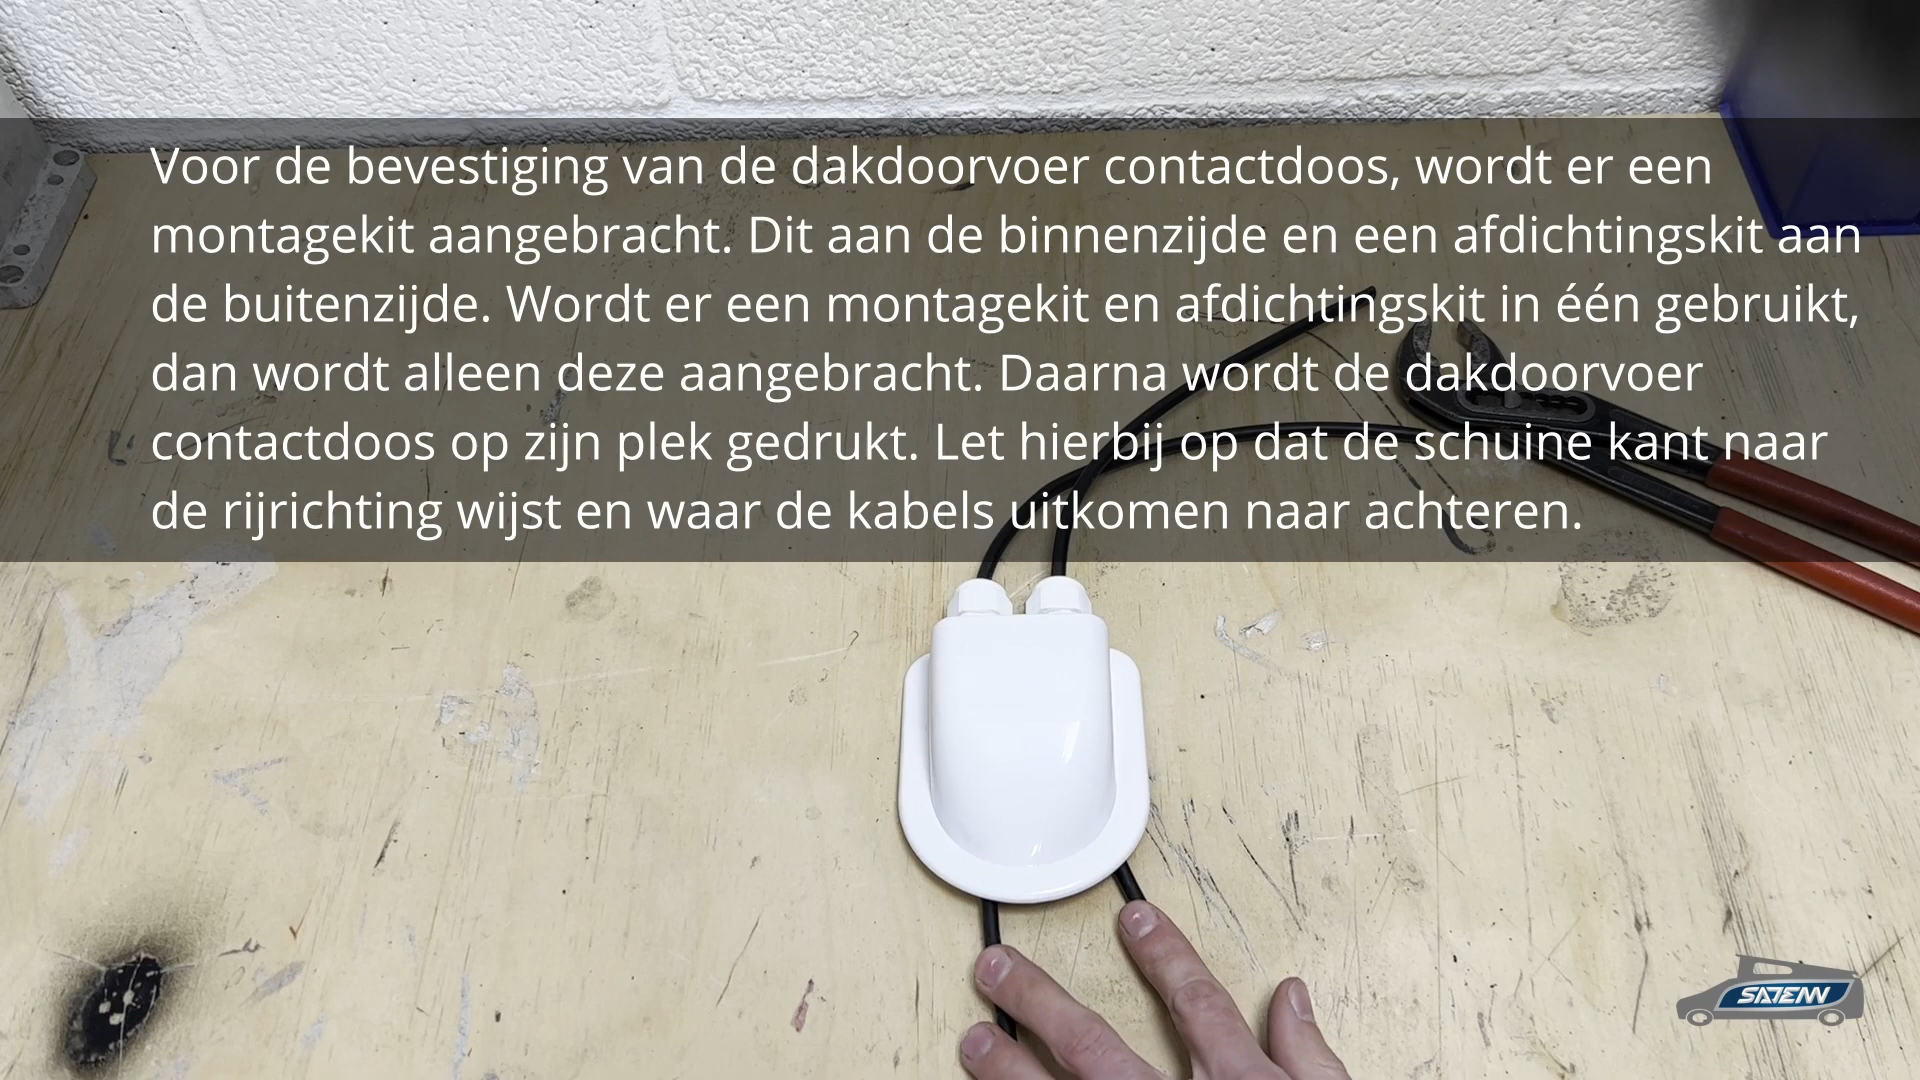 Voor de bevestiging van de dakdoorvoer contactdoos, wordt er een
montagekit aangebracht. Dit aan de binnenzijde en een afdichtingskit aan
de buitenzijde. Wordt er een montagekit en afdichtingskit in één gebruikt,
dan wordt alleen deze aangebracht. Daarna wordt de dakdoorvoer
contactdoos op zijn plek gedrukt. Let hierbij op dat de schuine kant naar
de rijrichting wijst en waar de kabels uitkomen naar achteren.
SATENN